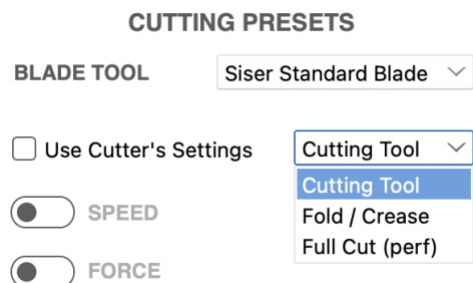 CUTTING PRESETS
BLADE TOOL Siser Standard Blade
Use Cutter's Settings Cutting Tool
Cutting Tool
SPEED Fold / Crease
Full Cut (perf)
FORCE